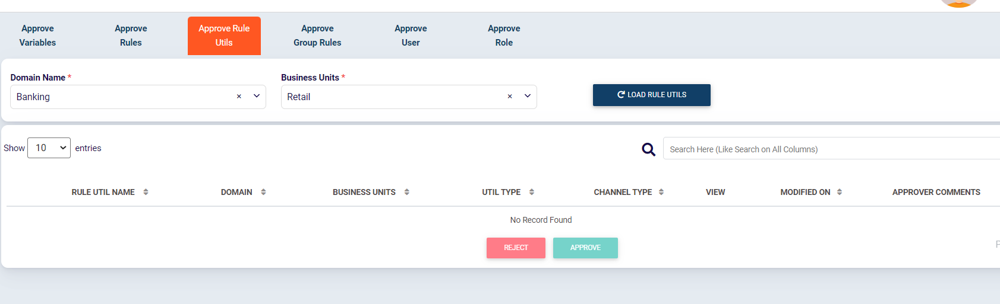 Approve
Variables
Approve
Rules
Approve Rule
Utils
Approve
Group Rules
Approve
User
Approve
Role
Domain Name *
Business Units *
Banking × 
Retail ×
LOAD RULE UTILS
Show 10 entries
Search Here (Like Search on All Columns)
RULE UTIL NAME DOMAIN BUSINESS UNITS UTIL TYPE CHANNEL TYPE VIEW MODIFIED ON APPROVER COMMENTS
No Record Found
REJECT APPROVE